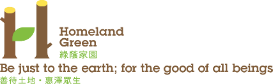 Homeland
Green
綠蔭家園
Be just to the earth; for the good of all beings.
善待土地·惠澤眾生